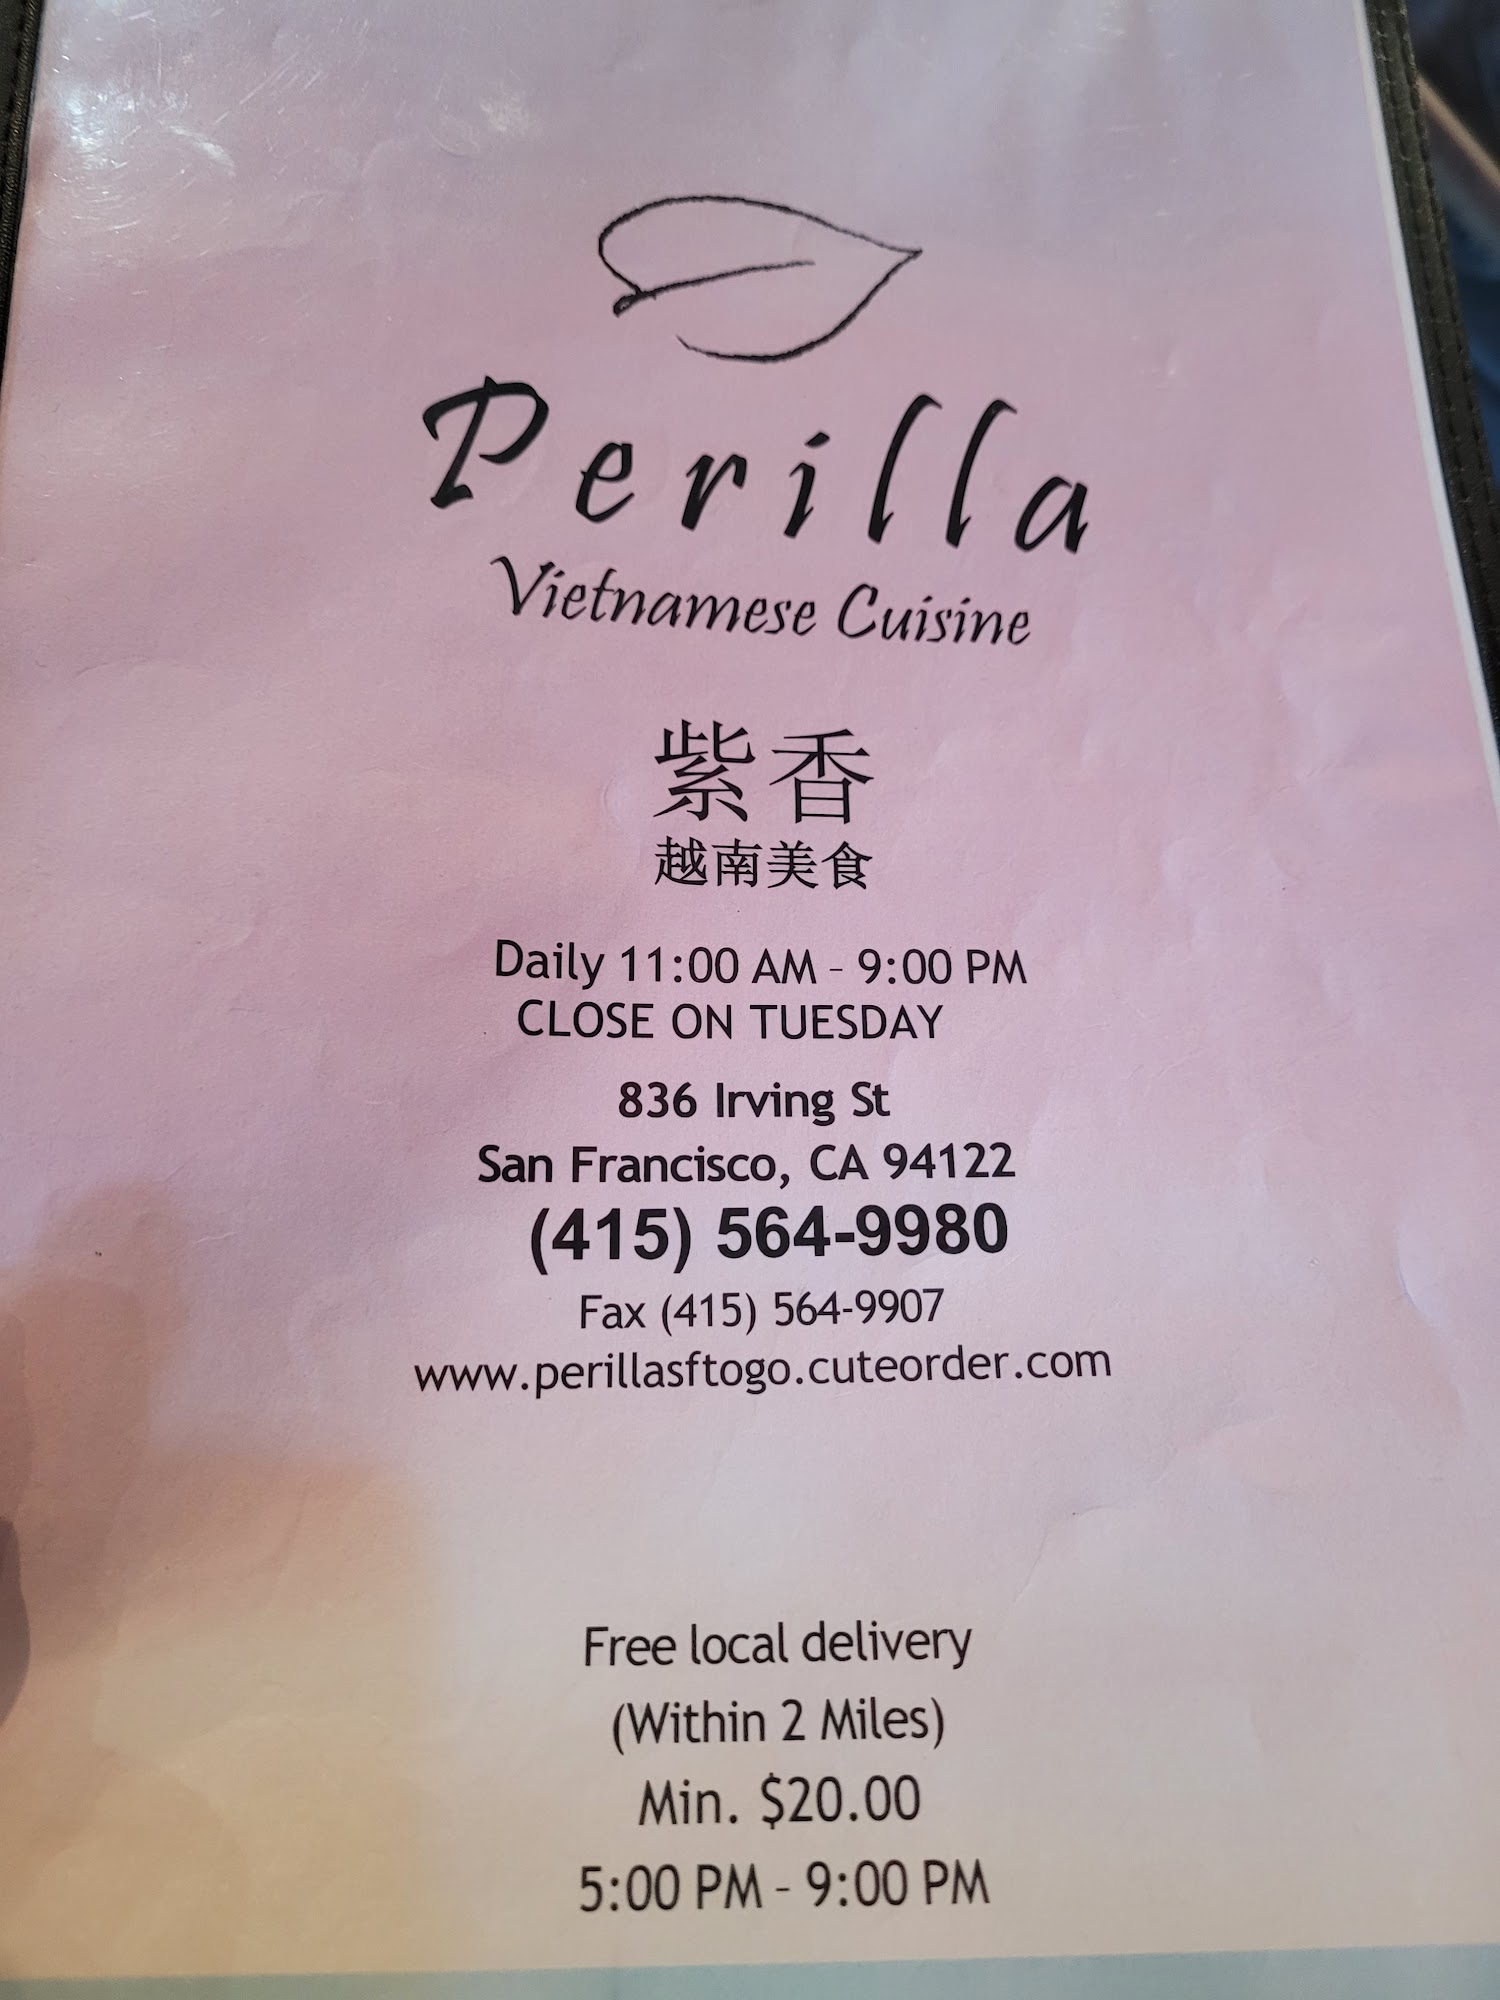 Perilla
Vietnamese Cuisine
紫香
越南美食
Daily 11:00 AM - 9:00 PM
CLOSE ON TUESDAY
836 Irving St
San Francisco, CA 94122
(415) 564-9980
Fax (415) 564-9907
www.perillasftogo.cuteorder.com
Free local delivery
(Within 2 Miles)
Min. $20.00
5:00 PM - 9:00 PM